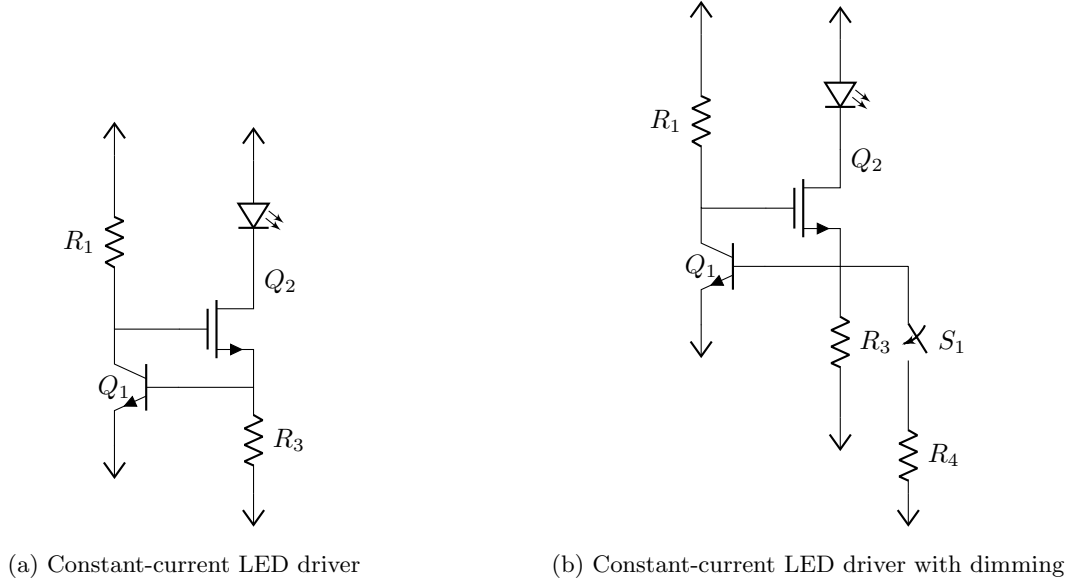 R₁
Q₂
Q₁
R₃
(a) Constant-current LED driver
R₁
Q₂
Q₁
R₃
S₁
R₄
(b) Constant-current LED driver with dimming